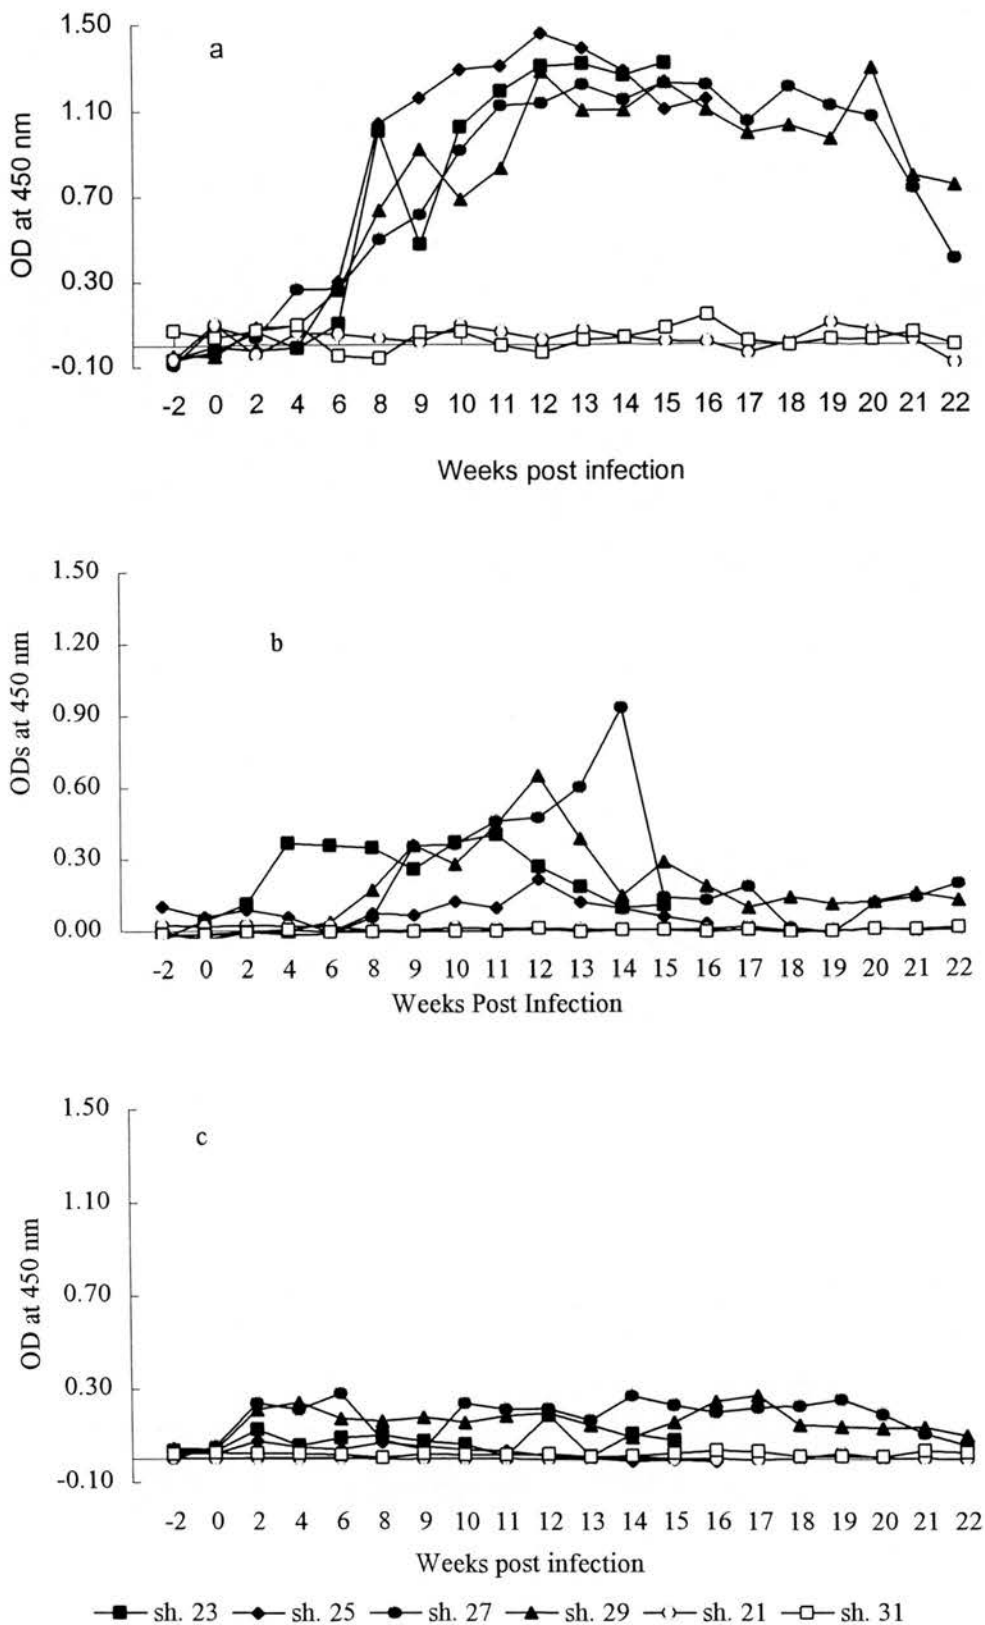 a
1.50
1.10
0.70
0.30
-0.10
OD at 450 nm
-2 0 2 4 6 8 9 10 11 12 13 14 15 16 17 18 19 20 21 22
Weeks post infection
b
1.50
1.20
0.90
0.60
0.30
0.00
ODs at 450 nm
-2 0 2 4 6 8 9 10 11 12 13 14 15 16 17 18 19 20 21 22
Weeks Post Infection
c
1.50
1.10
0.70
0.30
-0.10
OD at 450 nm
-2 0 2 4 6 8 9 10 11 12 13 14 15 16 17 18 19 20 21 22
Weeks post infection
sh. 23 sh. 25 sh. 27 sh. 29 sh. 21 sh. 31